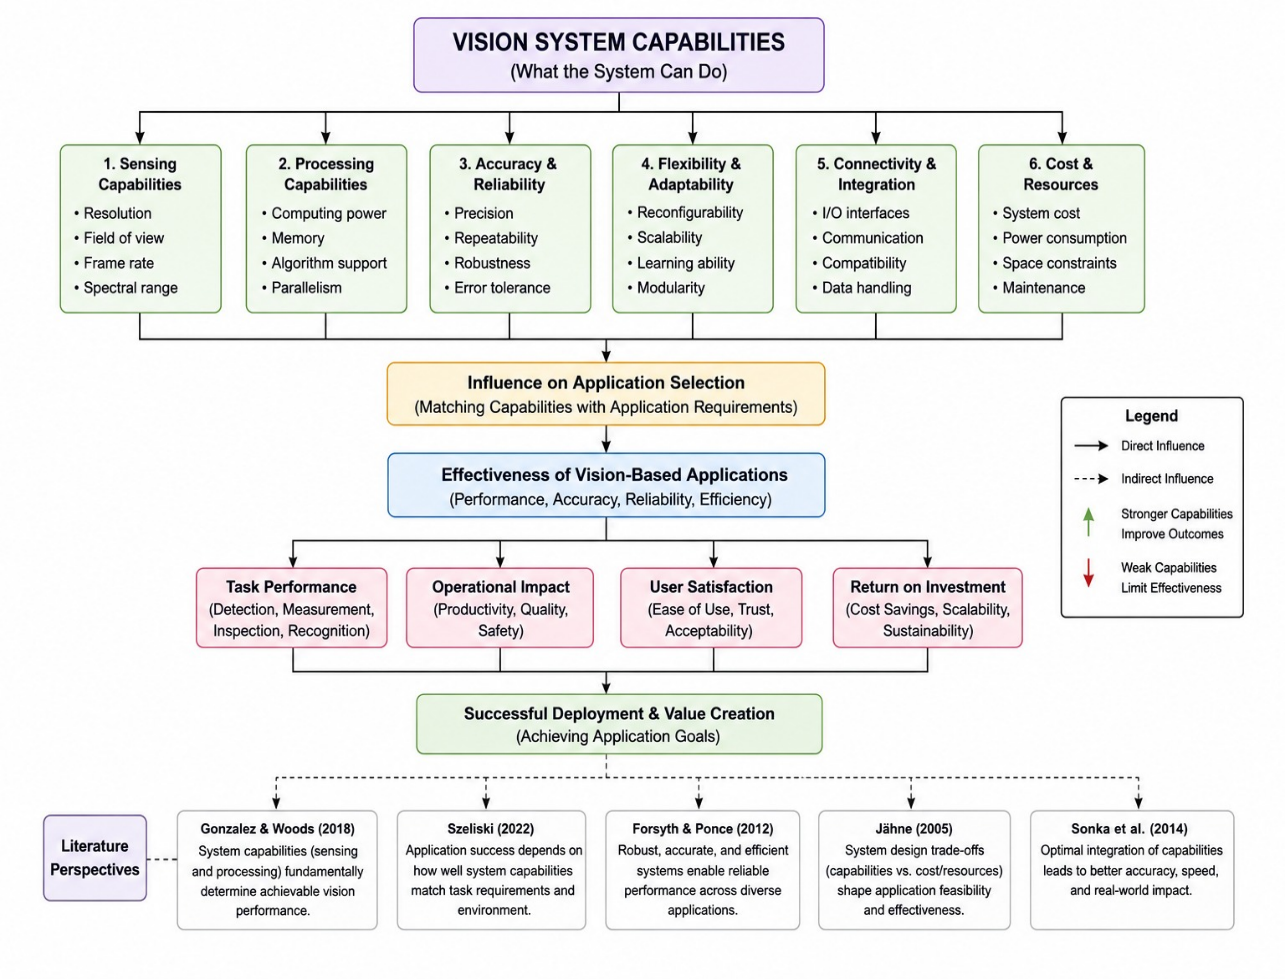 VISION SYSTEM CAPABILITIES
(What the System Can Do)
1. Sensing
Capabilities
• Resolution
• Field of view
• Frame rate
• Spectral range
2. Processing
Capabilities
• Computing power
• Memory
• Algorithm support
• Parallelism
3. Accuracy &
Reliability
• Precision
• Repeatability
• Robustness
• Error tolerance
4. Flexibility &
Adaptability
• Reconfigurability
• Scalability
• Learning ability
• Modularity
5. Connectivity &
Integration
• I/O interfaces
• Communication
• Compatibility
• Data handling
6. Cost &
Resources
• System cost
• Power consumption
• Space constraints
• Maintenance
Influence on Application Selection
(Matching Capabilities with Application Requirements)
Effectiveness of Vision-Based Applications
(Performance, Accuracy, Reliability, Efficiency)
Legend
Direct Influence
Indirect Influence
Stronger Capabilities
Improve Outcomes
Weak Capabilities
Limit Effectiveness
Task Performance
(Detection, Measurement,
Inspection, Recognition)
Operational Impact
(Productivity, Quality,
Safety)
User Satisfaction
(Ease of Use, Trust,
Acceptability)
Return on Investment
(Cost Savings, Scalability,
Sustainability)
Successful Deployment & Value Creation
(Achieving Application Goals)
Literature
Perspectives
Gonzalez & Woods (2018)
System capabilities (sensing
and processing) fundamentally
determine achievable vision
performance.
Szeliski (2022)
Application success depends on
how well system capabilities
match task requirements and
environment.
Forsyth & Ponce (2012)
Robust, accurate, and efficient
systems enable reliable
performance across diverse
applications.
Jähne (2005)
System design trade-offs
(capabilities vs. cost/resources)
shape application feasibility
and effectiveness.
Sonka et al. (2014)
Optimal integration of capabilities
leads to better accuracy, speed,
and real-world impact.